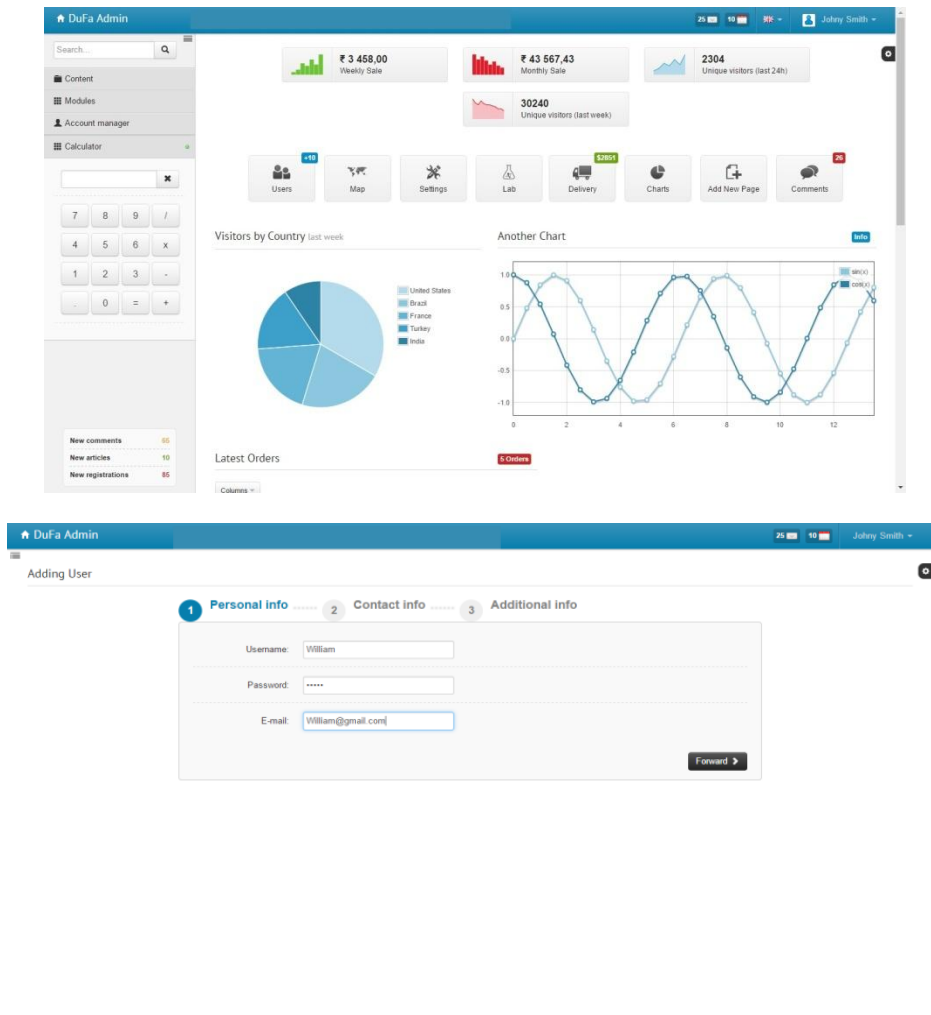 DuFa Admin
25 10 Johny Smith
Search...
Content
Modules
Account manager
Calculator
7 8 9 /
4 5 6 x
1 2 3 -
. 0 = +
New comments
New articles 10
New registrations 85
₹ 3 458,00
Weekly Sale
₹ 43 567,43
Monthly Sale
2304
Unique visitors (last 24h)
30240
Unique visitors (last week)
+10
Users
Map
Settings
Lab
$2851
Delivery
Charts
Add New Page
26
Comments
Visitors by Country last week
United States
Brazil
France
Turkey
India
Another Chart
Info
sin(x)
cos(x)
1.0
0.5
0.0
-0.5
-1.0
0 2 4 6 8 10 12
Latest Orders
5 Orders
Columns
DuFa Admin
25 10 Johny Smith
Adding User
1 Personal info ...... 2 Contact info ...... 3 Additional info
Username: William
Password: •••••
E-mail: William@gmail.com
Forward